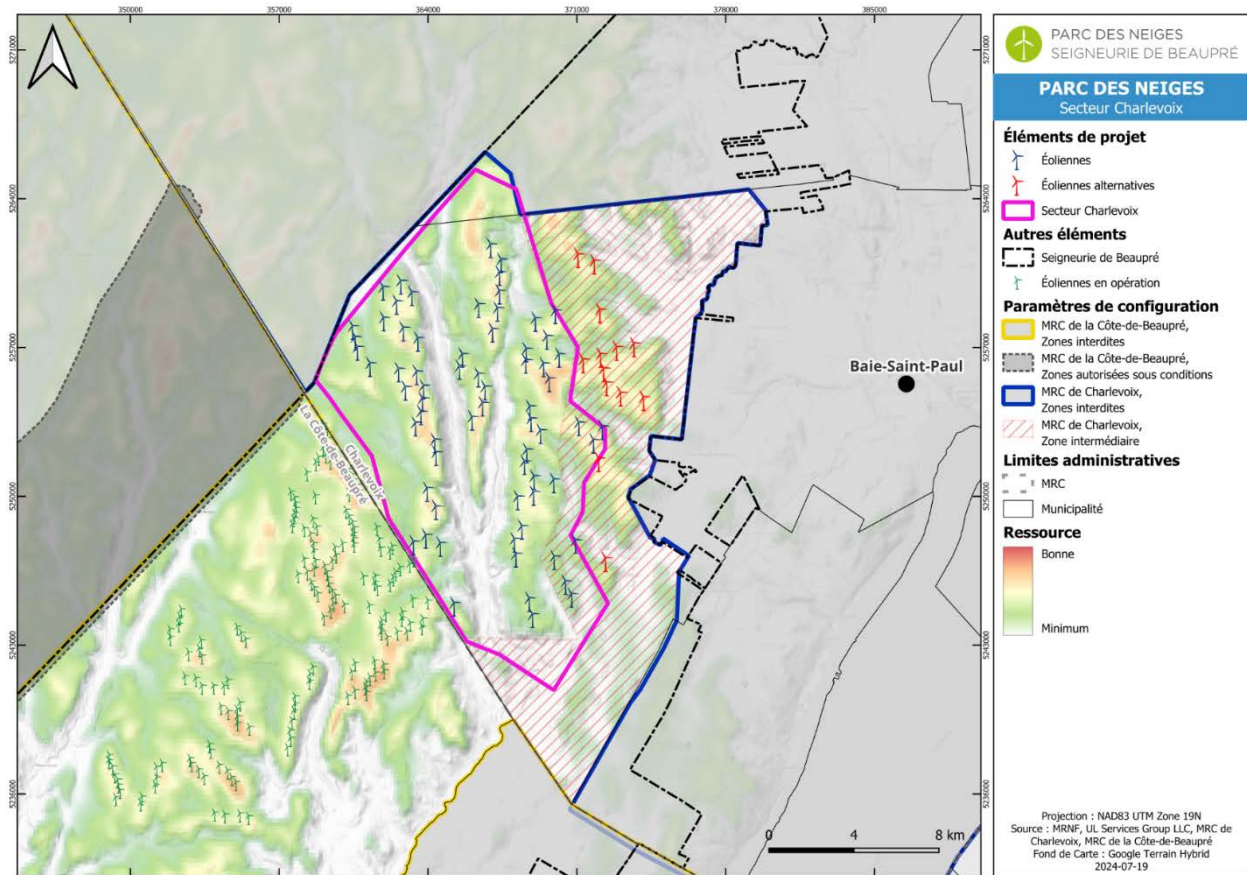 350000
357000
364000
371000
378000
385000
5271000
5264000
5257000
5250000
5243000
5236000
5271000
5264000
5257000
5250000
5243000
5236000
Baie-Saint-Paul
Charlevoix
La Côte-de-Beaupré
0 4 8 km
PARC DES NEIGES
SEIGNEURIE DE BEAUPRÉ
PARC DES NEIGES
Secteur Charlevoix
Éléments de projet
Éoliennes
Éoliennes alternatives
Secteur Charlevoix
Autres éléments
Seigneurie de Beaupré
Éoliennes en opération
Paramètres de configuration
MRC de la Côte-de-Beaupré,
Zones interdites
MRC de la Côte-de-Beaupré,
Zones autorisées sous conditions
MRC de Charlevoix,
Zones interdites
MRC de Charlevoix,
Zone intermédiaire
Limites administratives
MRC
Municipalité
Ressource
Bonne
Minimum
Projection : NAD83 UTM Zone 19N
Source : MRNF, UL Services Group LLC, MRC de
Charlevoix, MRC de la Côte-de-Beaupré
Fond de Carte : Google Terrain Hybrid
2024-07-19